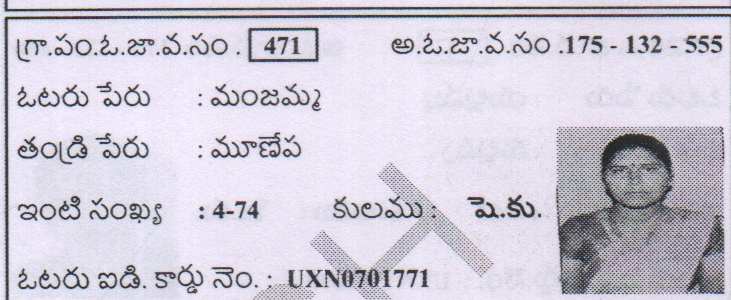 గ్రా.పం.ఓ.జా.వ.సం. 471 అ.ఓ.జా.వ.సం .175 - 132 - 555
ఓటరు పేరు : మంజమ్మ
తండ్రి పేరు : మూణేప
ఇంటి సంఖ్య : 4-74 కులము : షె.కు.
ఓటరు ఐడి. కార్డు నెం. : UXN0701771